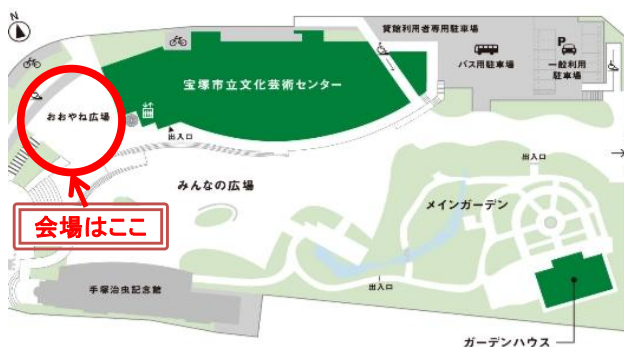 N
貸館利用者専用駐車場
P
バス用駐車場
一般利用
駐車場
宝塚市立文化芸術センター
おおやね広場
出入口
出入口
みんなの広場
メインガーデン
会場はここ
出入口
手塚治虫記念館
ガーデンハウス